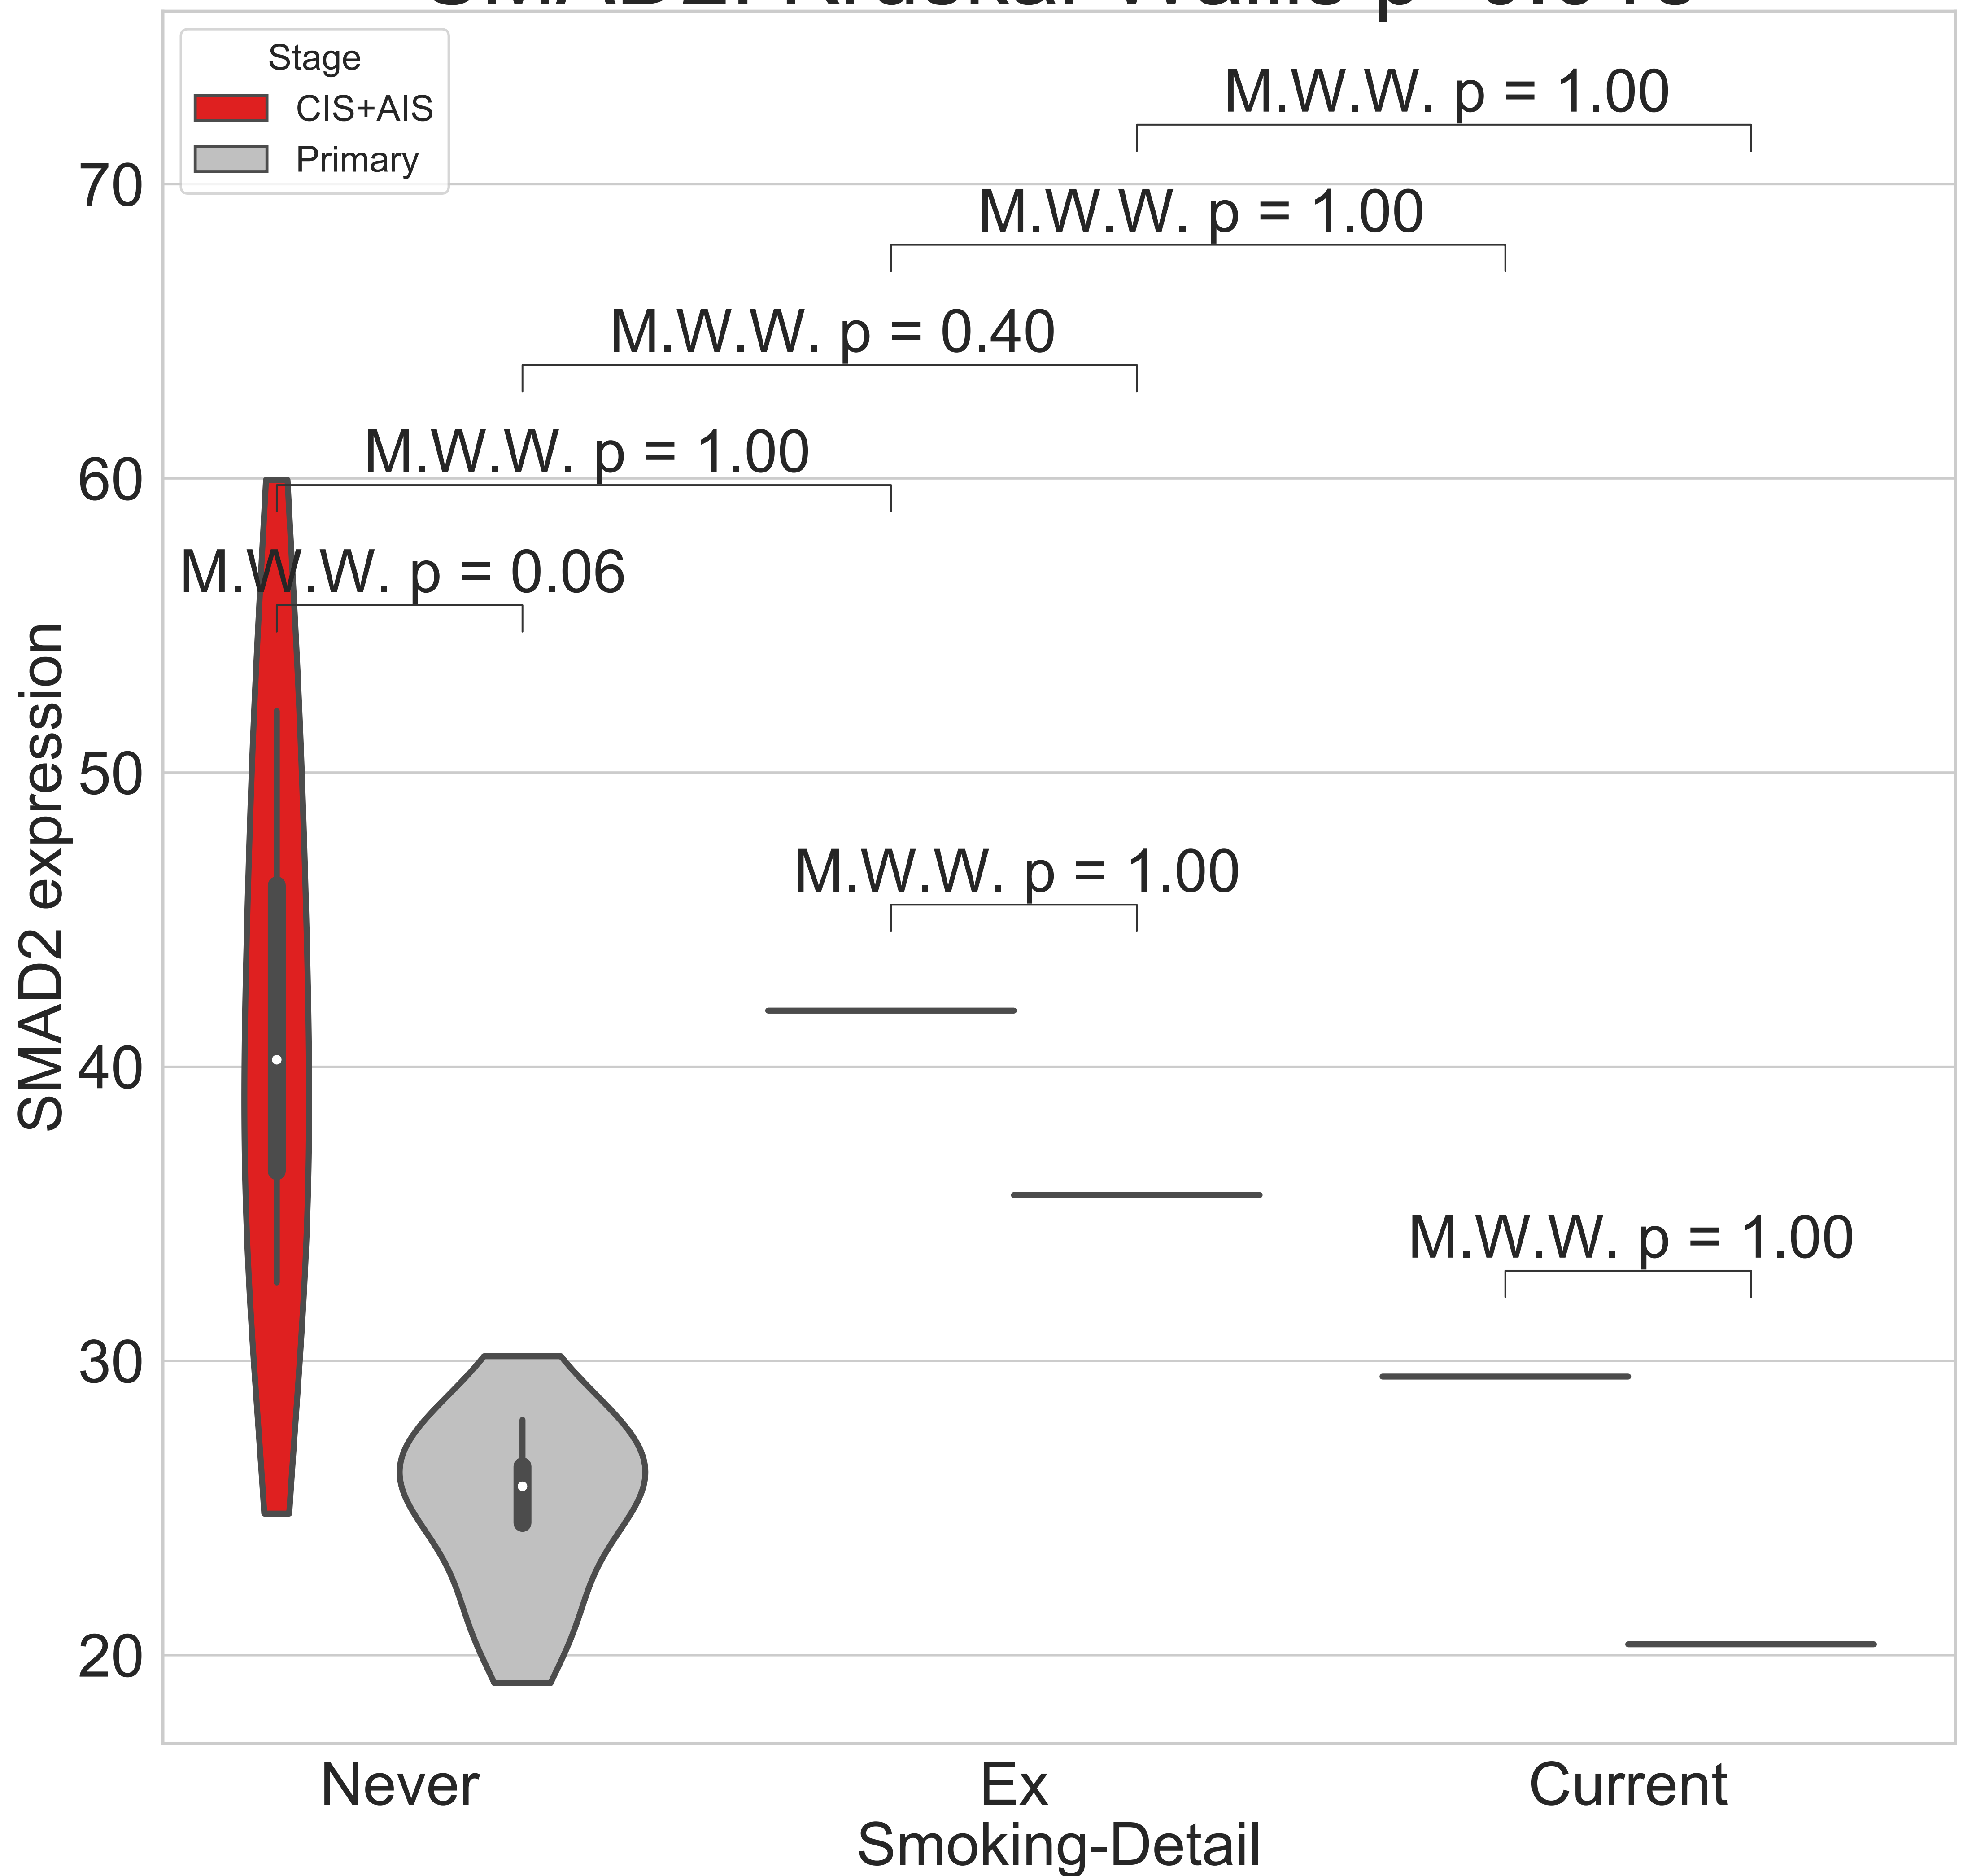 Stage
CIS+AIS
Primary
M.W.W. p = 1.00
M.W.W. p = 1.00
M.W.W. p = 0.40
M.W.W. p = 1.00
M.W.W. p = 0.06
M.W.W. p = 1.00
M.W.W. p = 1.00
70
60
50
40
30
20
SMAD2 expression
Never
Ex
Current
Smoking-Detail